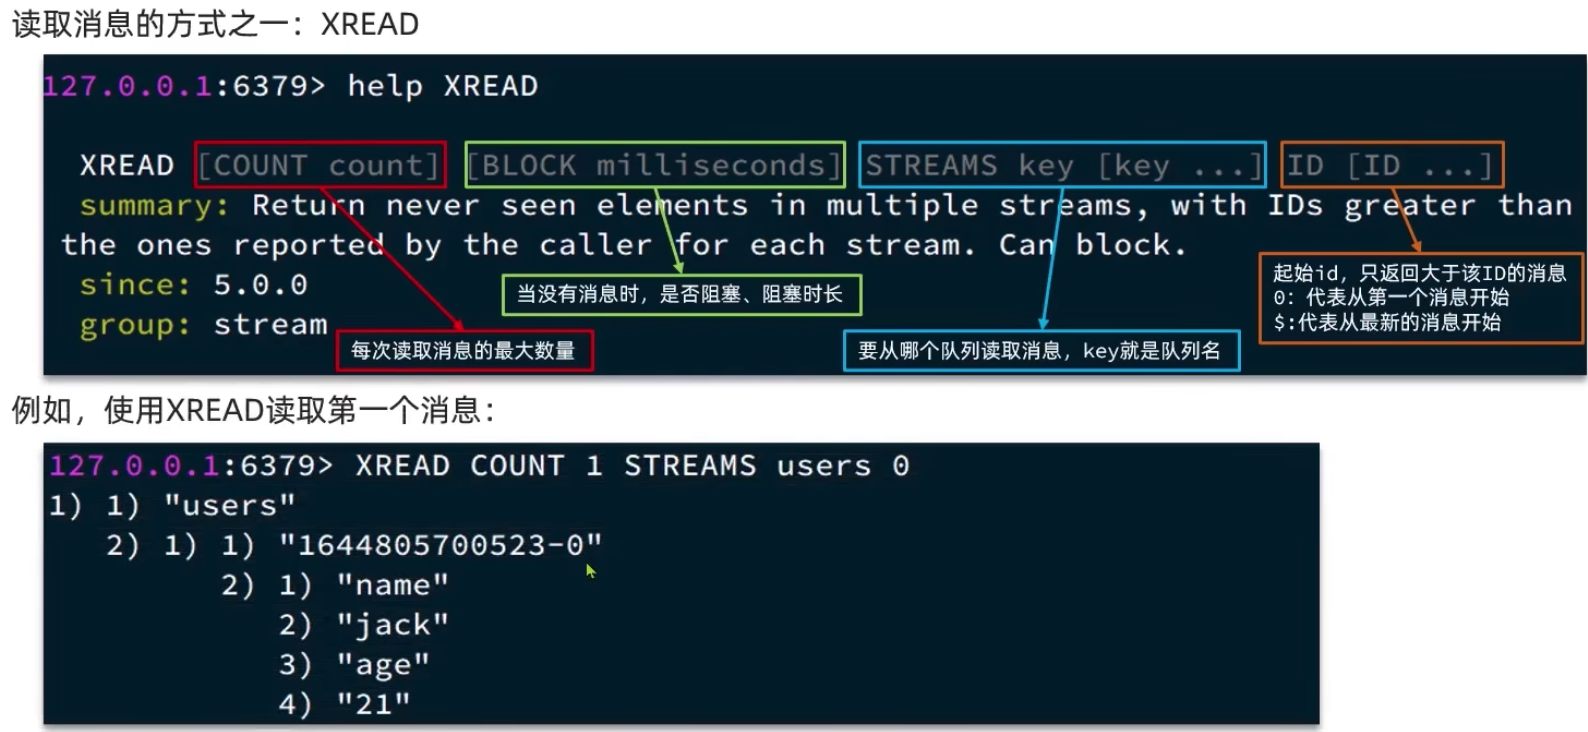 读取消息的方式之一：XREAD
127.0.0.1:6379> help XREAD
XREAD [COUNT count] [BLOCK milliseconds] STREAMS key [key ...] ID [ID ...]
summary: Return never seen elements in multiple streams, with IDs greater than
the ones reported by the caller for each stream. Can block.
since: 5.0.0
group: stream
每次读取消息的最大数量
当没有消息时，是否阻塞、阻塞时长
要从哪个队列读取消息，key就是队列名
起始id，只返回大于该ID的消息
0：代表从第一个消息开始
$:代表从最新的消息开始
例如，使用XREAD读取第一个消息：
127.0.0.1:6379> XREAD COUNT 1 STREAMS users 0
1) 1) "users"
2) 1) 1) "1644805700523-0"
2) 1) "name"
2) "jack"
3) "age"
4) "21"